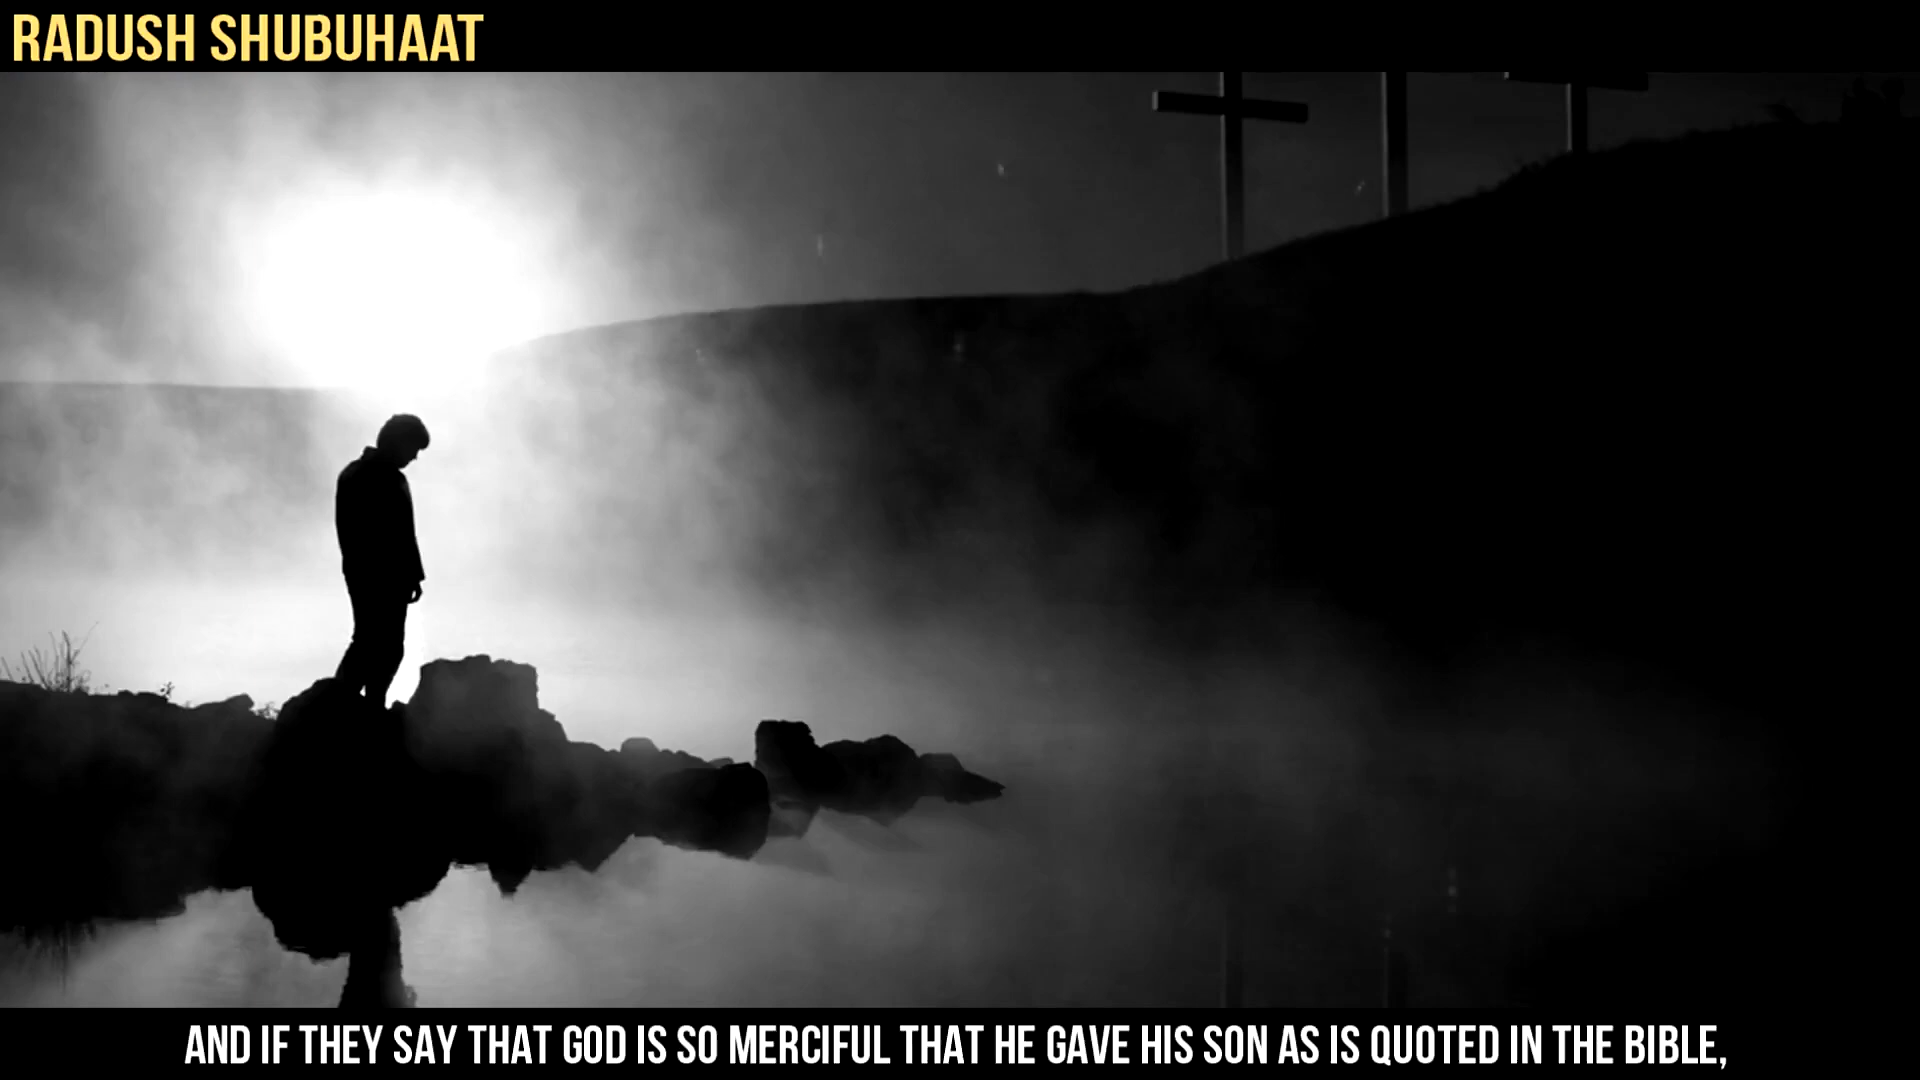 RADUSH SHUBUHAAT
AND IF THEY SAY THAT GOD IS SO MERCIFUL THAT HE GAVE HIS SON AS IS QUOTED IN THE BIBLE,